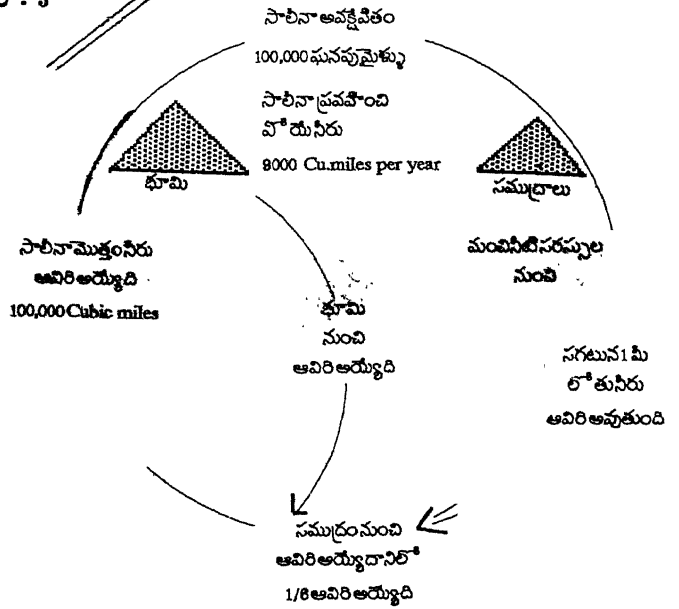 సాలీనా అవక్షేవితం
100,000 ఘనపుమైళ్ళు
సాలీనా ప్రవహించి
పోయేనీరు
8000 Cu.miles per year
భూమి
సముద్రాలు
సాలీనామొత్తంనీరు
ఆవిరి అయ్యేది
100,000 Cubic miles
మంచినీటిసరస్సుల
నుంచి
భూమి
నుంచి
ఆవిరి అయ్యేది
సగటున 1 మీ
లోతునీరు
ఆవిరి అవుతుంది
సముద్రంనుంచి
ఆవిరి అయ్యేదానిలో
1/6 ఆవిరి అయ్యేది